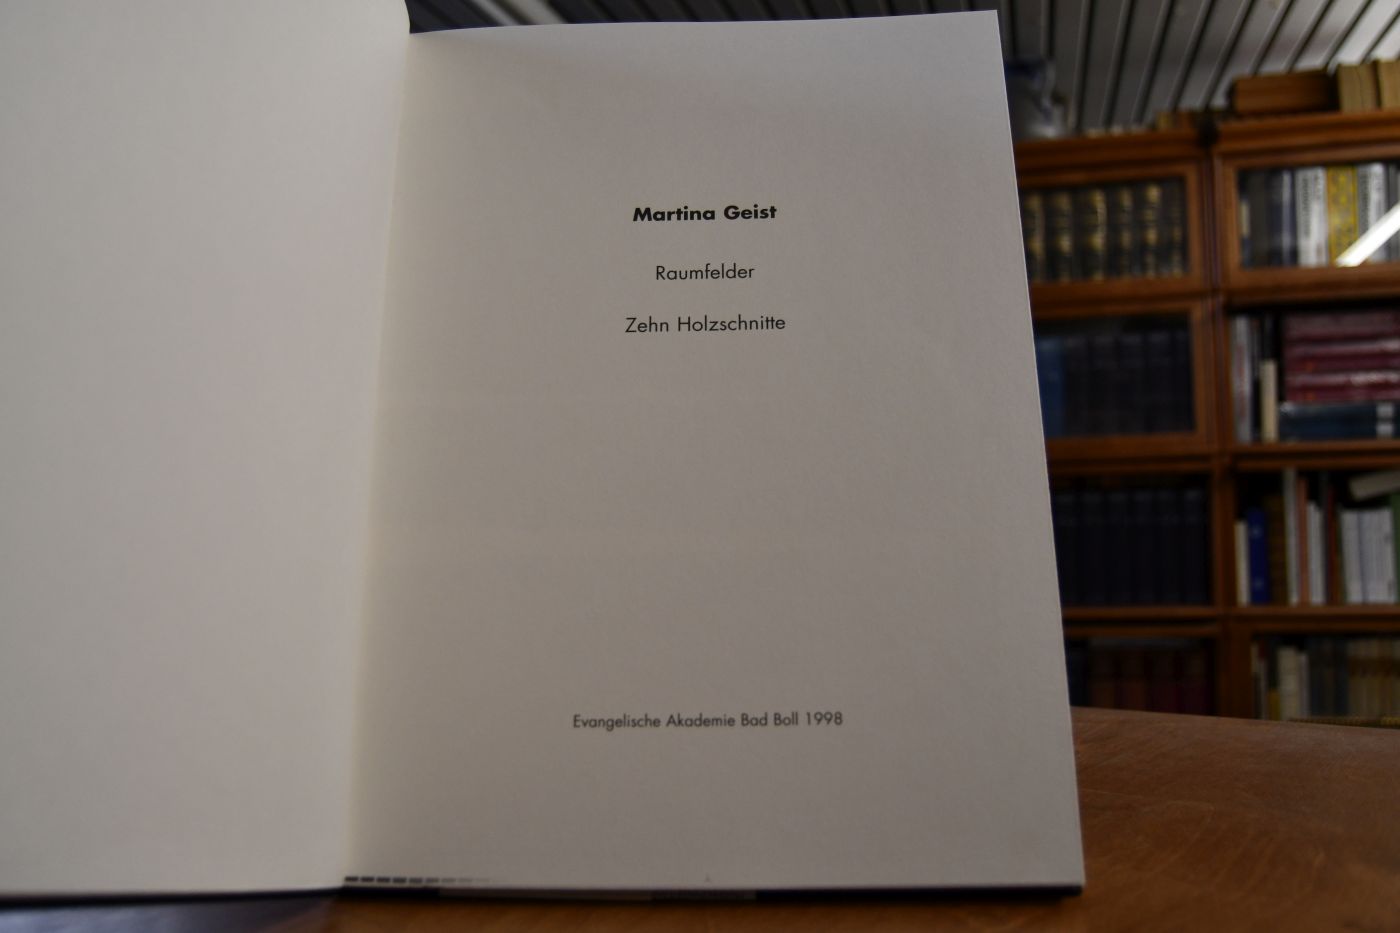 Martina Geist
Raumfelder
Zehn Holzschnitte
Evangelische Akademie Bad Boll 1998